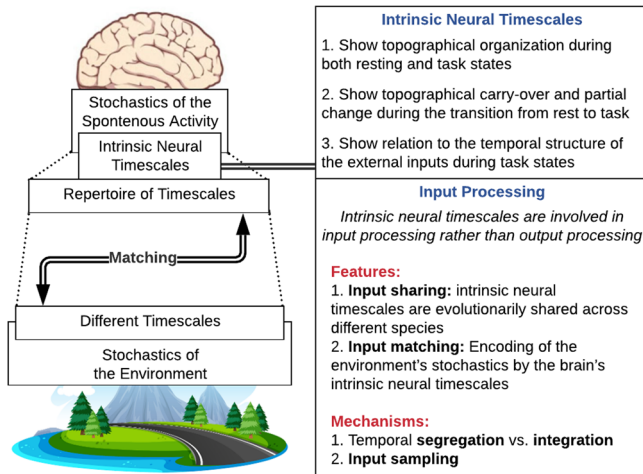 Stochastics of the
Spontenous Activity
Intrinsic Neural
Timescales
Repertoire of Timescales
Matching
Different Timescales
Stochastics of
the Environment
Intrinsic Neural Timescales
1. Show topographical organization during
both resting and task states
2. Show topographical carry-over and partial
change during the transition from rest to task
3. Show relation to the temporal structure of
the external inputs during task states
Input Processing
Intrinsic neural timescales are involved in
input processing rather than output processing
Features:
1. Input sharing: intrinsic neural
timescales are evolutionarily shared across
different species
2. Input matching: Encoding of the
environment's stochastics by the brain's
intrinsic neural timescales
Mechanisms:
1. Temporal segregation vs. integration
2. Input sampling